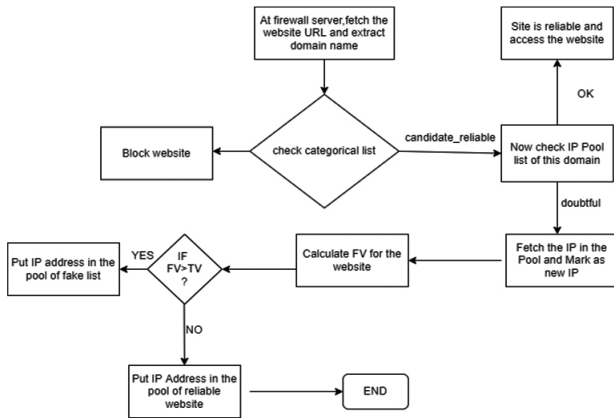 At firewall server,fetch the
website URL and extract
domain name
Site is reliable and
access the website
OK
Block website
check categorical list
candidate_reliable
Now check IP Pool
list of this domain
doubtful
Put IP address in the
pool of fake list
YES
IF
FV>TV
?
Calculate FV for the
website
Fetch the IP in the
Pool and Mark as
new IP
NO
Put IP Address in the
pool of reliable
website
END